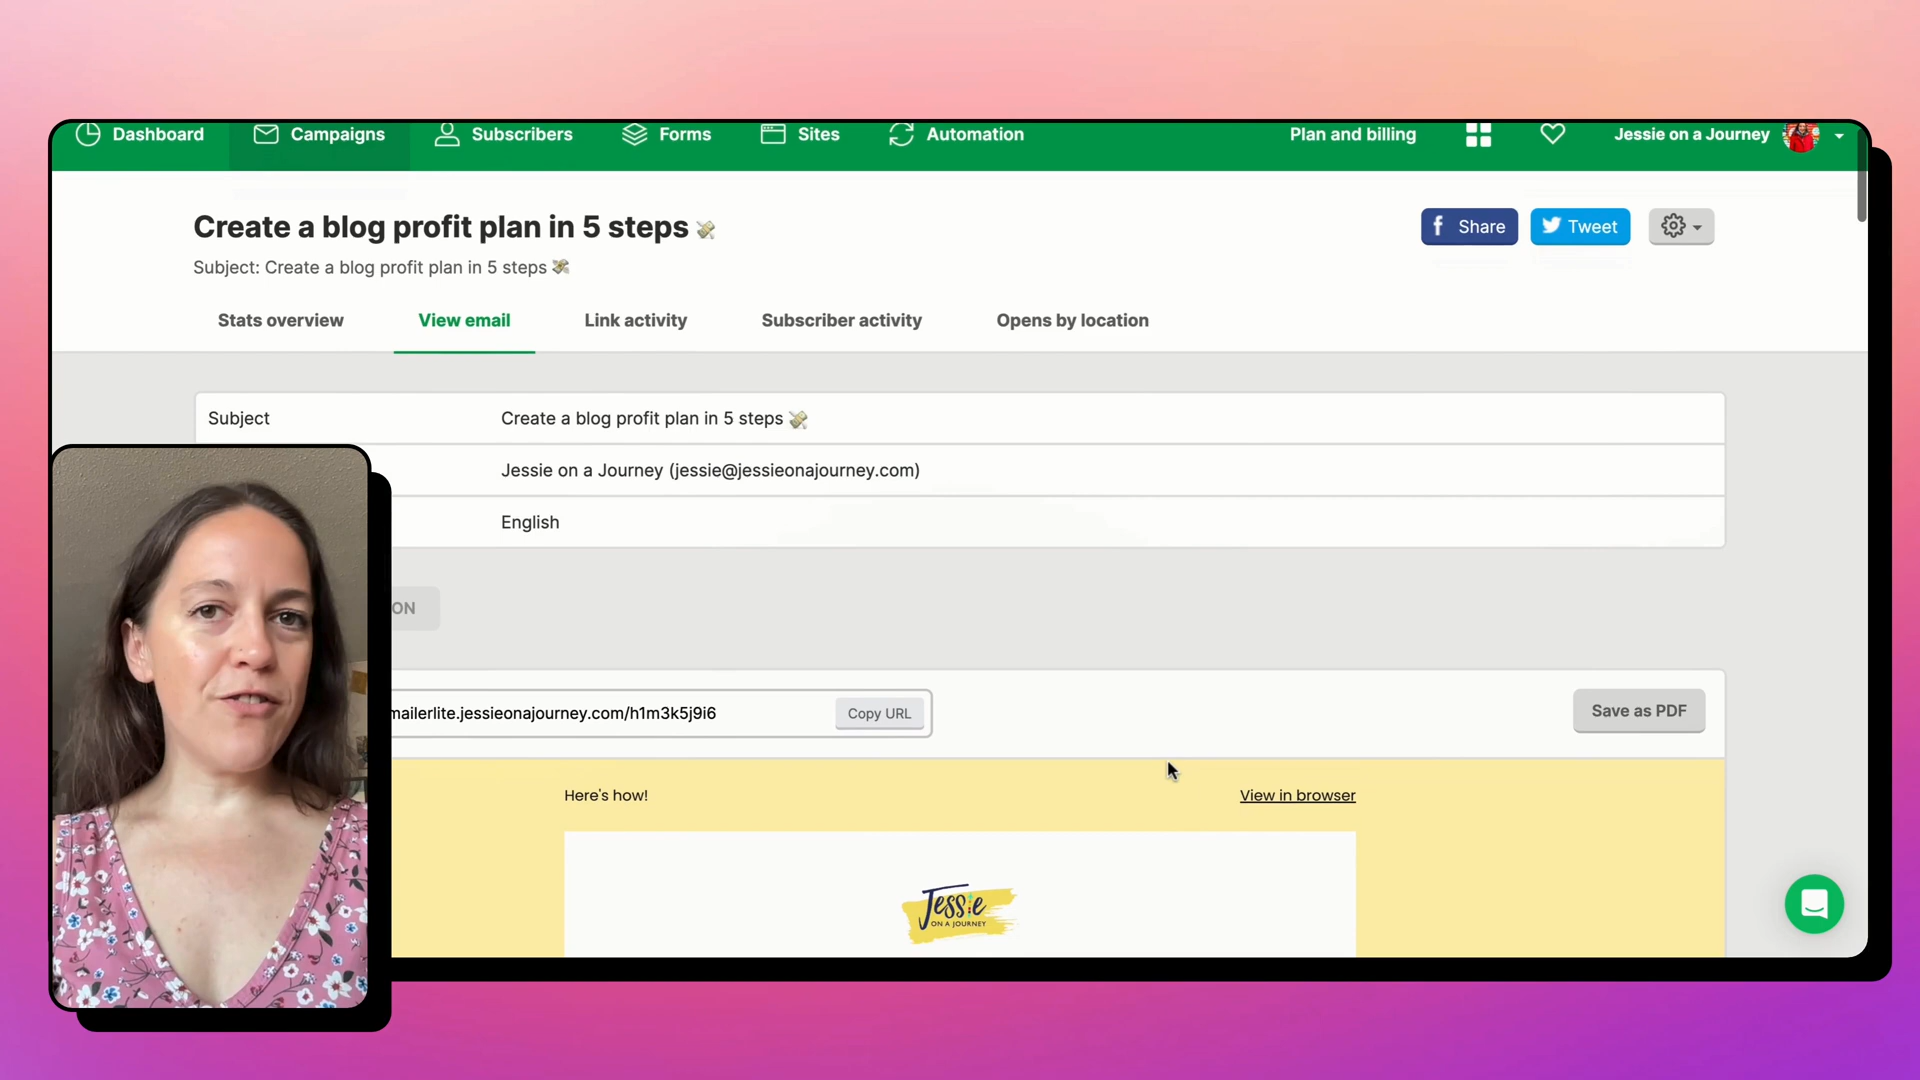 Dashboard Campaigns Subscribers Forms Sites Automation Plan and billing Jessie on a Journey
Create a blog profit plan in 5 steps 💸
Subject: Create a blog profit plan in 5 steps 💸
f Share Tweet
Stats overview View email Link activity Subscriber activity Opens by location
Subject Create a blog profit plan in 5 steps 💸
Jessie on a Journey (jessie@jessieonajourney.com)
English
ON
mailerlite.jessieonajourney.com/h1m3k5j9i6 Copy URL Save as PDF
Here's how! View in browser
Jessie
ON A JOURNEY